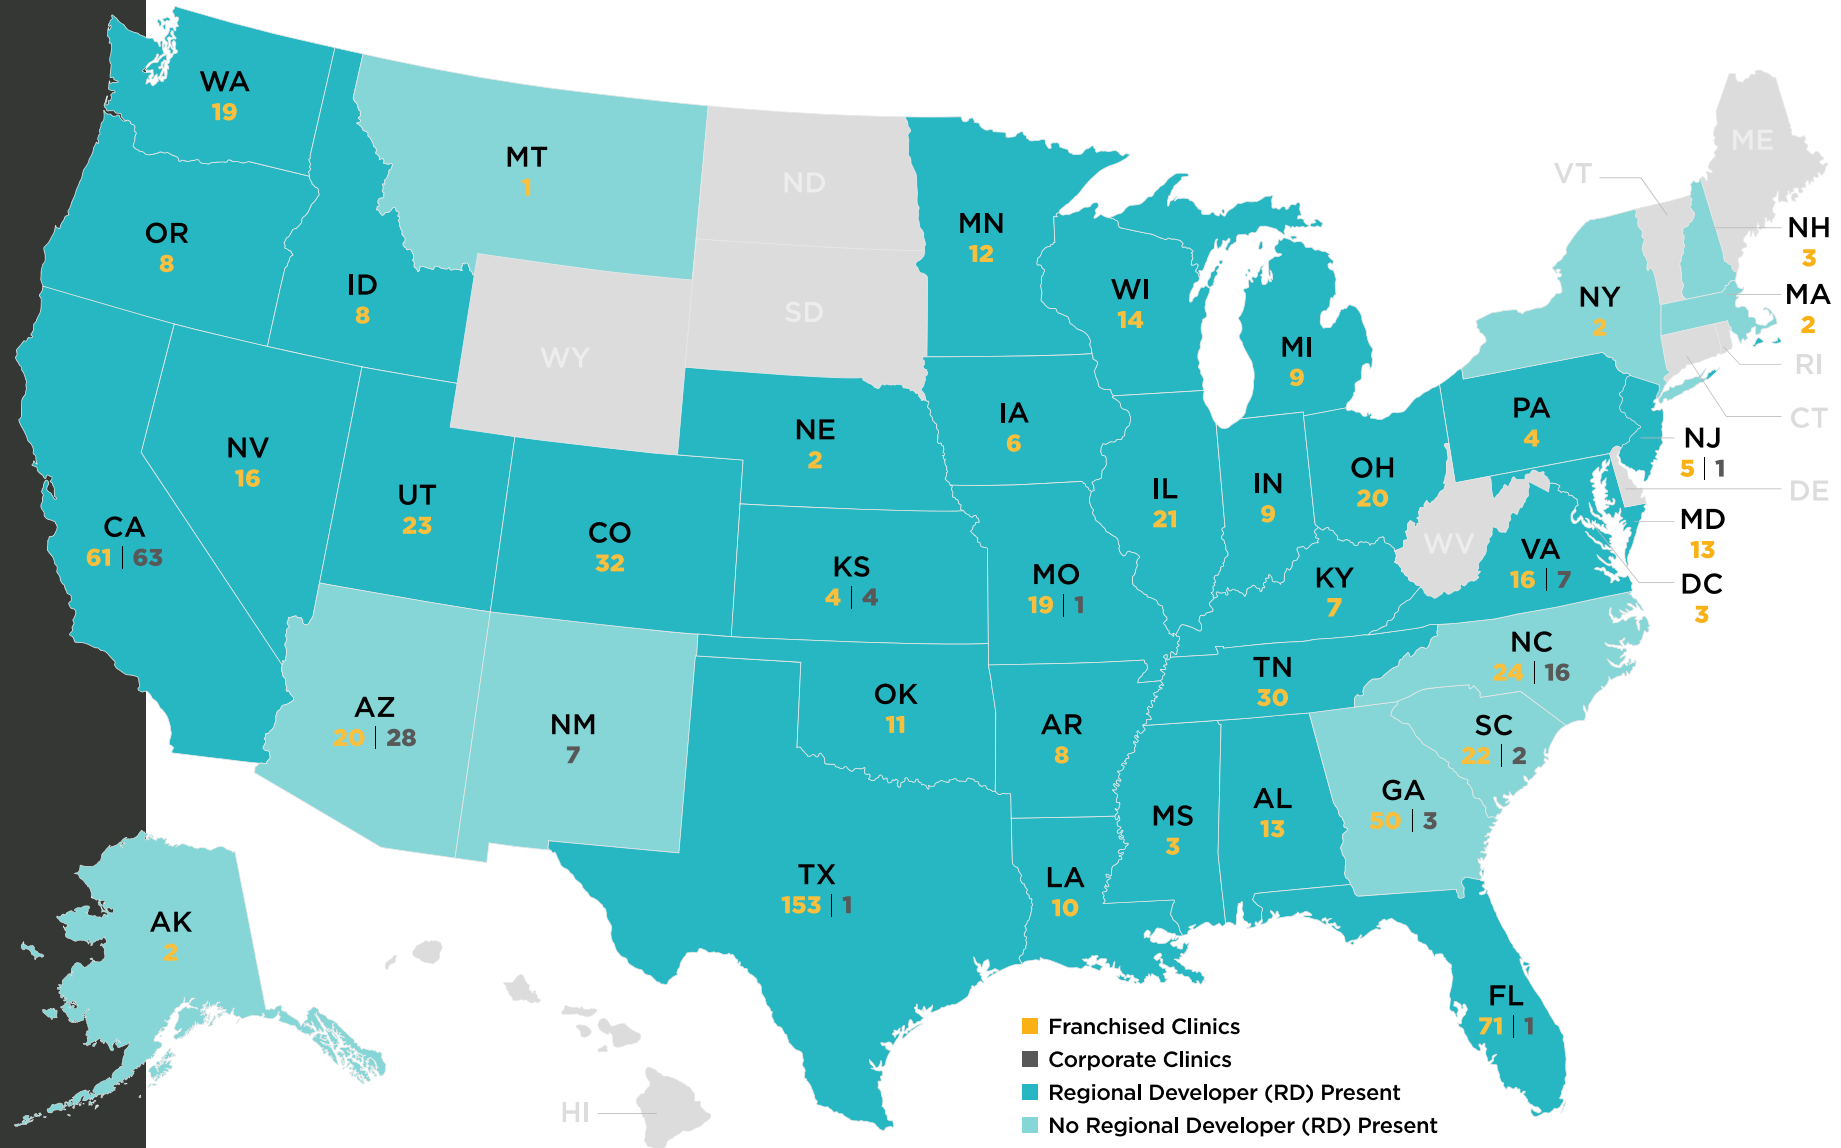 WA
19
MT
1
ND
ME
VT
OR
8
MN
12
NH
3
ID
8
WI
14
NY
2
MA
2
SD
WY
MI
9
RI
IA
6
PA
4
CT
NE
2
NV
16
NJ
5 | 1
UT
23
OH
20
IN
9
IL
21
DE
CA
61 | 63
CO
32
MD
13
WV
VA
16 | 7
KS
4 | 4
MO
19 | 1
KY
7
DC
3
NC
24 | 16
TN
30
AZ
20 | 28
NM
7
OK
11
AR
8
SC
22 | 2
GA
50 | 3
AL
13
MS
3
TX
153 | 1
LA
10
AK
2
FL
71 | 1
HI
Franchised Clinics
Corporate Clinics
Regional Developer (RD) Present
No Regional Developer (RD) Present